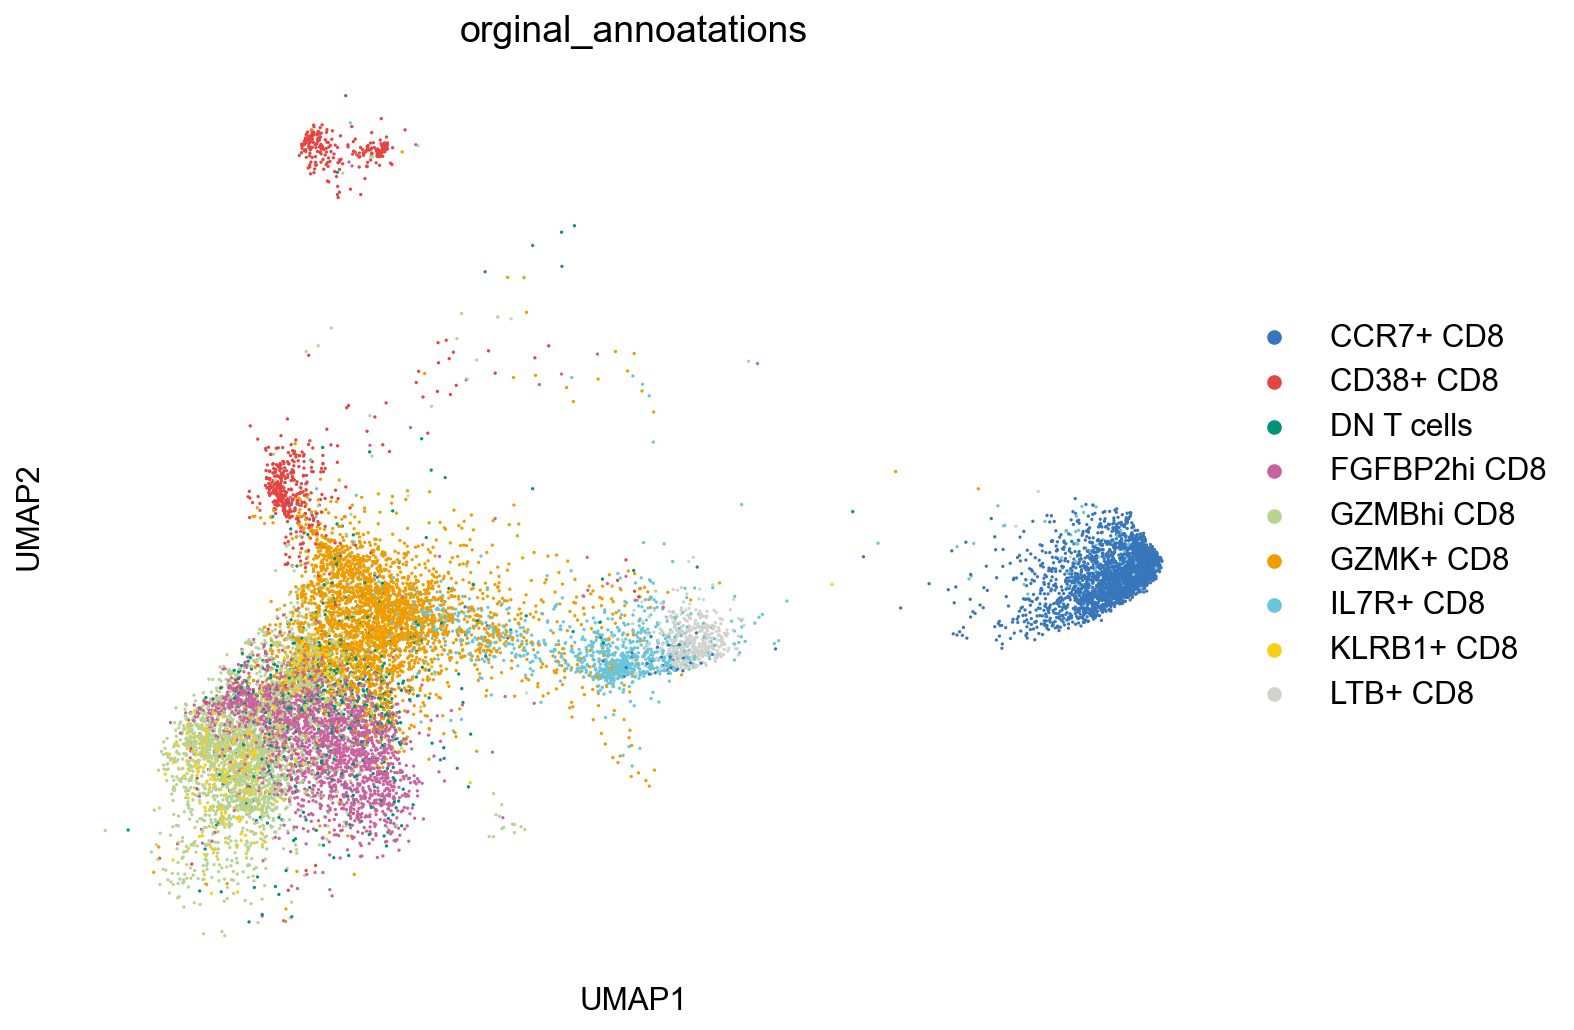 orginal_annoatations
UMAP2
CCR7+ CD8
CD38+ CD8
DN T cells
FGFBP2hi CD8
GZMBhi CD8
GZMK+ CD8
IL7R+ CD8
KLRB1+ CD8
LTB+ CD8
UMAP1